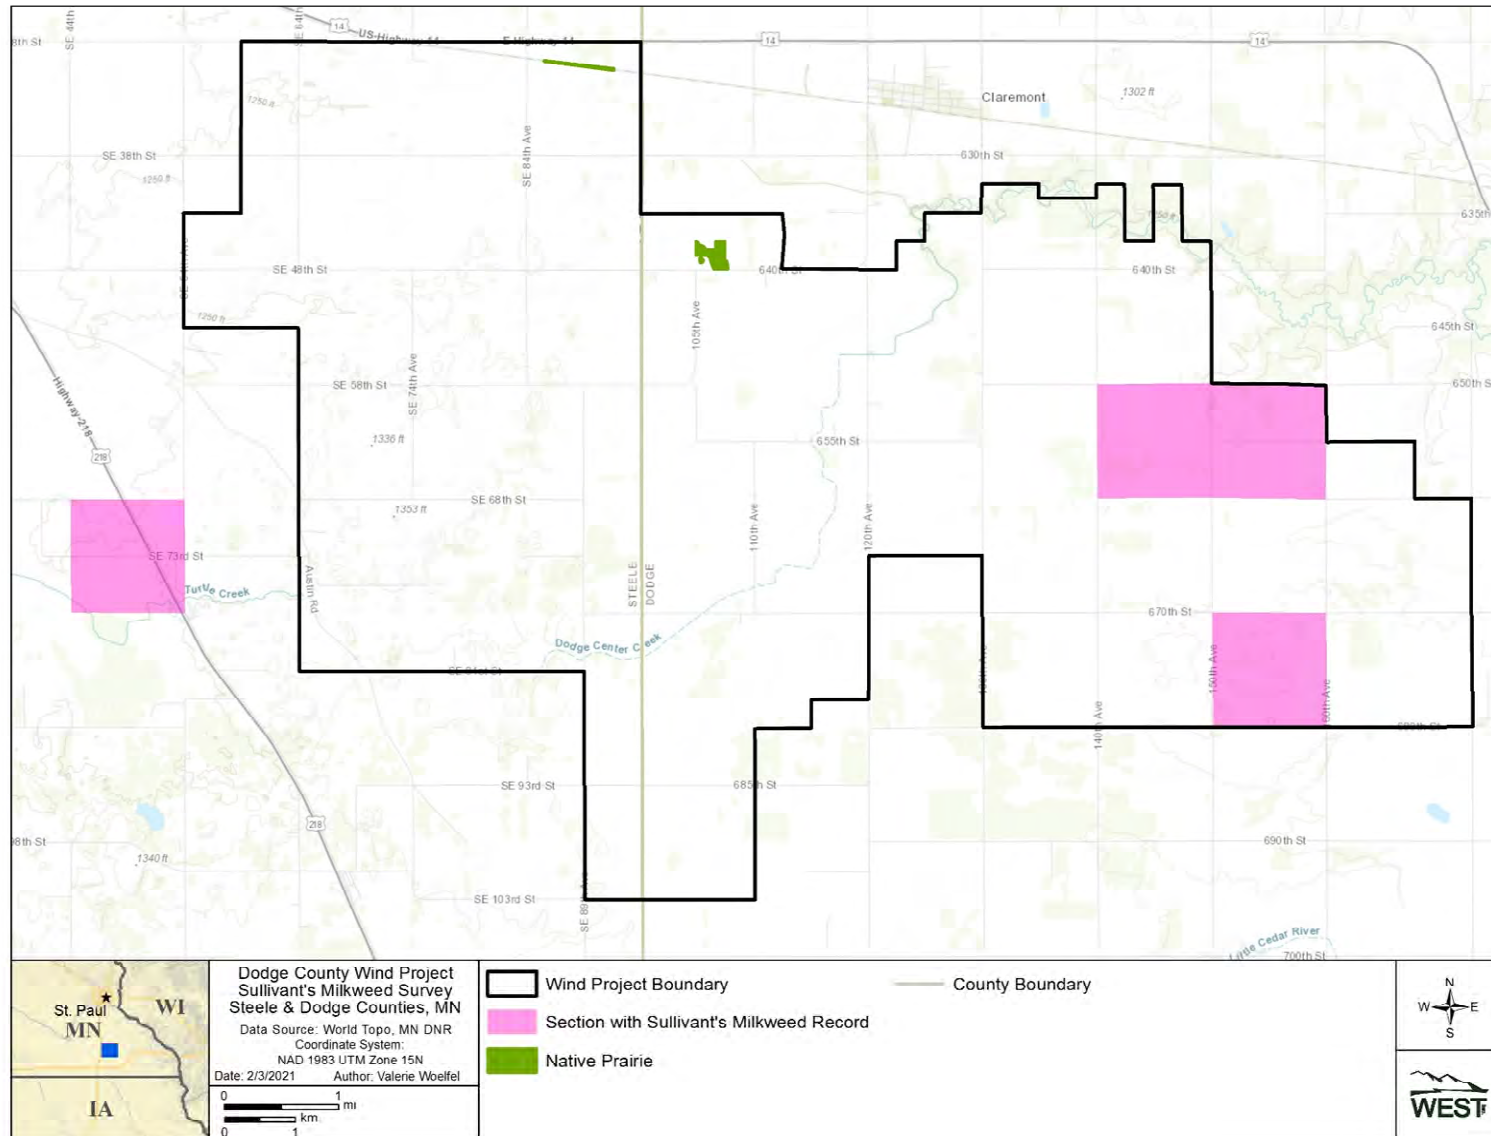 SE 44th
SE 64th
14
US-Highway 14
E Highway 14
14
14
8th St
1250 ft
Claremont
1302 ft
SE 38th St
SE 84th Ave
630th St
1250 ft
635th
1250 ft
SE 48th St
640th St
640th St
1250 ft
105th Ave
645th St
SE 58th St
SE 74th Ave
650th S
Highway-218
1336 ft
655th St
218
SE 68th St
1353 ft
110th Ave
120th Ave
SE 73rd St
Turtle Creek
Austin Rd
STEELE
DODGE
670th St
Dodge Center Creek
150th Ave
140th Ave
SE 93rd St
685th St
218
98th St
690th St
1340 ft
SE 103rd St
Little Cedar River
700th St
St. Paul
MN
WI
IA
Dodge County Wind Project
Sullivant's Milkweed Survey
Steele & Dodge Counties, MN
Data Source: World Topo, MN DNR
Coordinate System:
NAD 1983 UTM Zone 15N
Date: 2/3/2021 Author: Valerie Woelfel
0 1
mi
km
0 1
Wind Project Boundary
County Boundary
Section with Sullivant's Milkweed Record
Native Prairie
N
W E
S
WEST